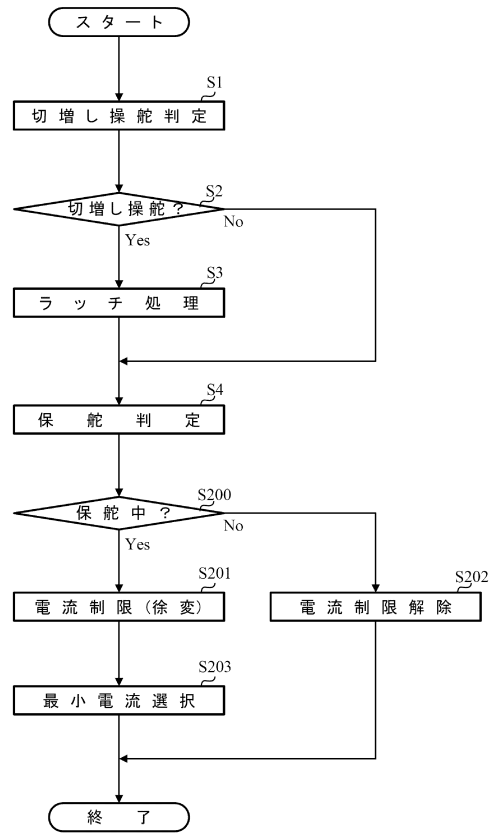 スタート
S1
切増し操舵判定
S2
切増し操舵？
No
Yes
S3
ラッチ処理
S4
保舵判定
S200
保舵中？
No
Yes
S201
電流制限(徐変)
S202
電流制限解除
S203
最小電流選択
終了